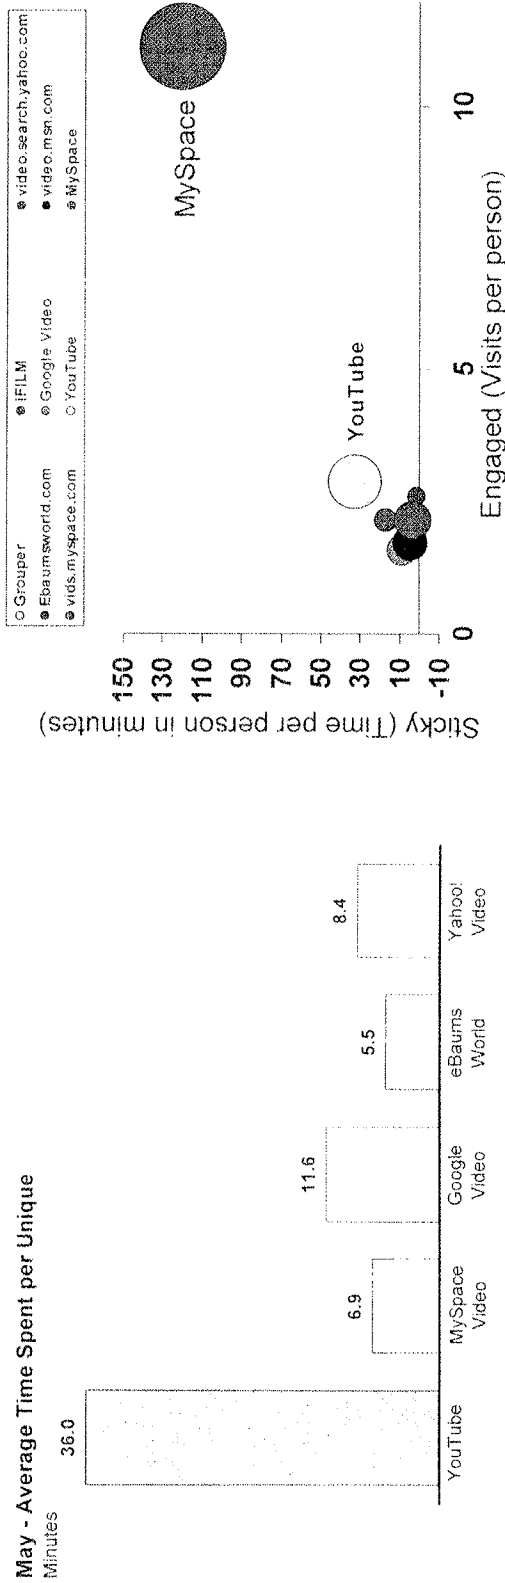 May - Average Time Spent per Unique
Minutes
36.0
6.9
11.6
5.5
8.4
YouTube
MySpace
Video
Google
Video
eBaums
World
Yahoo!
Video
Grouper
iFILM
video.search.yahoo.com
Ebaumsworld.com
Google Video
video.msn.com
vids.myspace.com
YouTube
MySpace
Sticky (Time per person in minutes)
150
130
110
90
70
50
30
10
-10
MySpace
YouTube
0
5
10
Engaged (Visits per person)